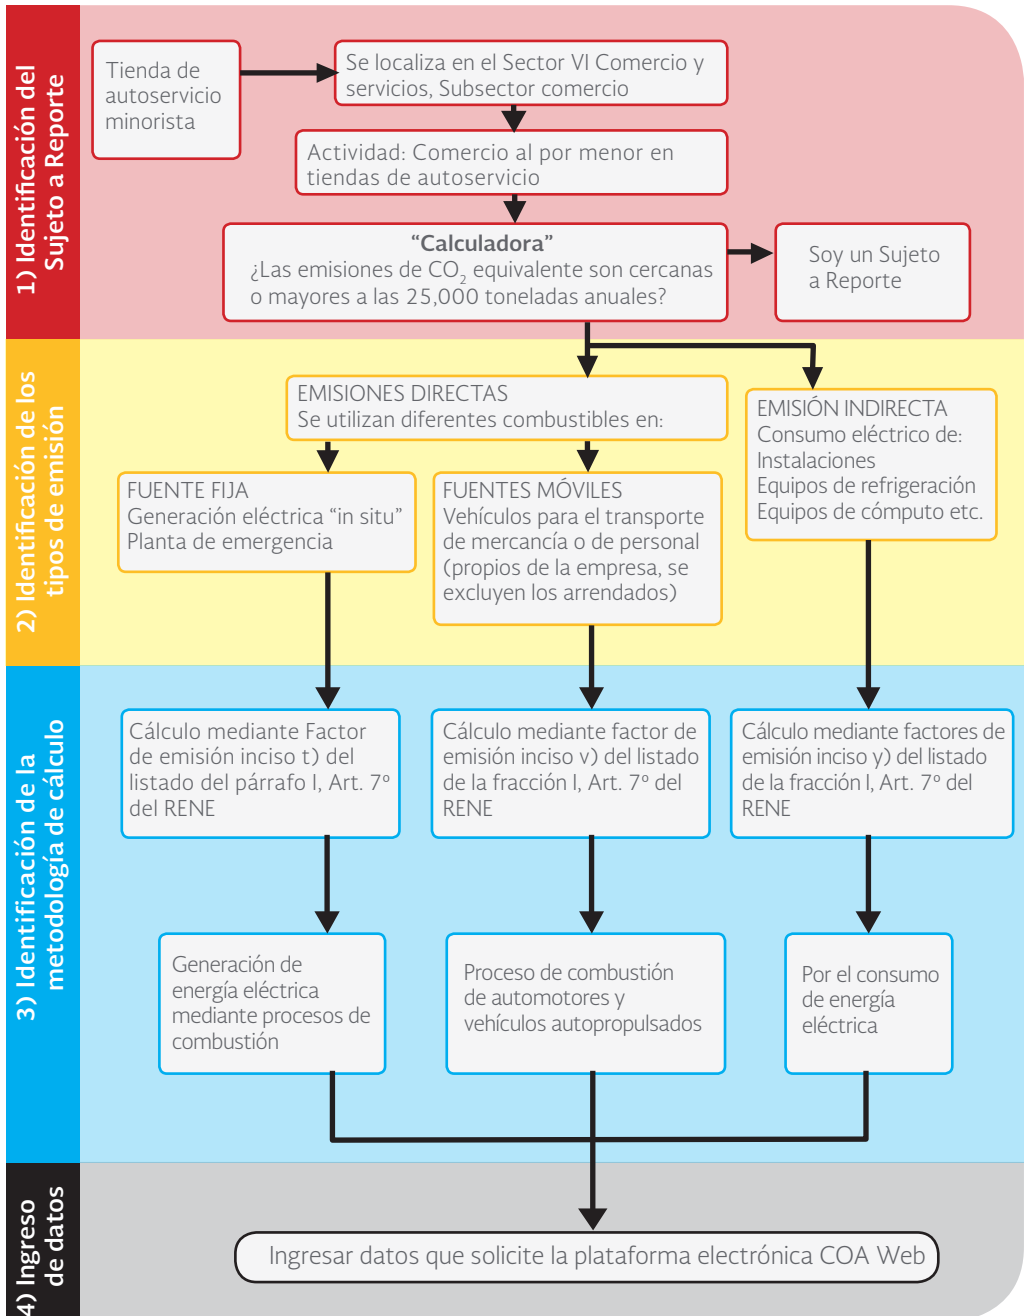 1) Identificación del
Sujeto a Reporte
Tienda de
autoservicio
minorista
Se localiza en el Sector VI Comercio y
servicios, Subsector comercio
Actividad: Comercio al por menor en
tiendas de autoservicio
“Calculadora”
¿Las emisiones de CO₂ equivalente son cercanas
o mayores a las 25,000 toneladas anuales?
Soy un Sujeto
a Reporte
2) Identificación de los
tipos de emisión
EMISIONES DIRECTAS
Se utilizan diferentes combustibles en:
EMISIÓN INDIRECTA
Consumo eléctrico de:
Instalaciones
Equipos de refrigeración
Equipos de cómputo etc.
FUENTE FIJA
Generación eléctrica “in situ”
Planta de emergencia
FUENTES MÓVILES
Vehículos para el transporte
de mercancía o de personal
(propios de la empresa, se
excluyen los arrendados)
3) Identificación de la
metodología de cálculo
Cálculo mediante Factor
de emisión inciso t) del
listado del párrafo I, Art. 7º
del RENE
Cálculo mediante factor de
emisión inciso v) del listado
de la fracción I, Art. 7º del
RENE
Cálculo mediante factores de
emisión inciso y) del listado
de la fracción I, Art. 7º del
RENE
Generación de
energía eléctrica
mediante procesos de
combustión
Proceso de combustión
de automotores y
vehículos autopropulsados
Por el consumo
de energía
eléctrica
4) Ingreso
de datos
Ingresar datos que solicite la plataforma electrónica COA Web